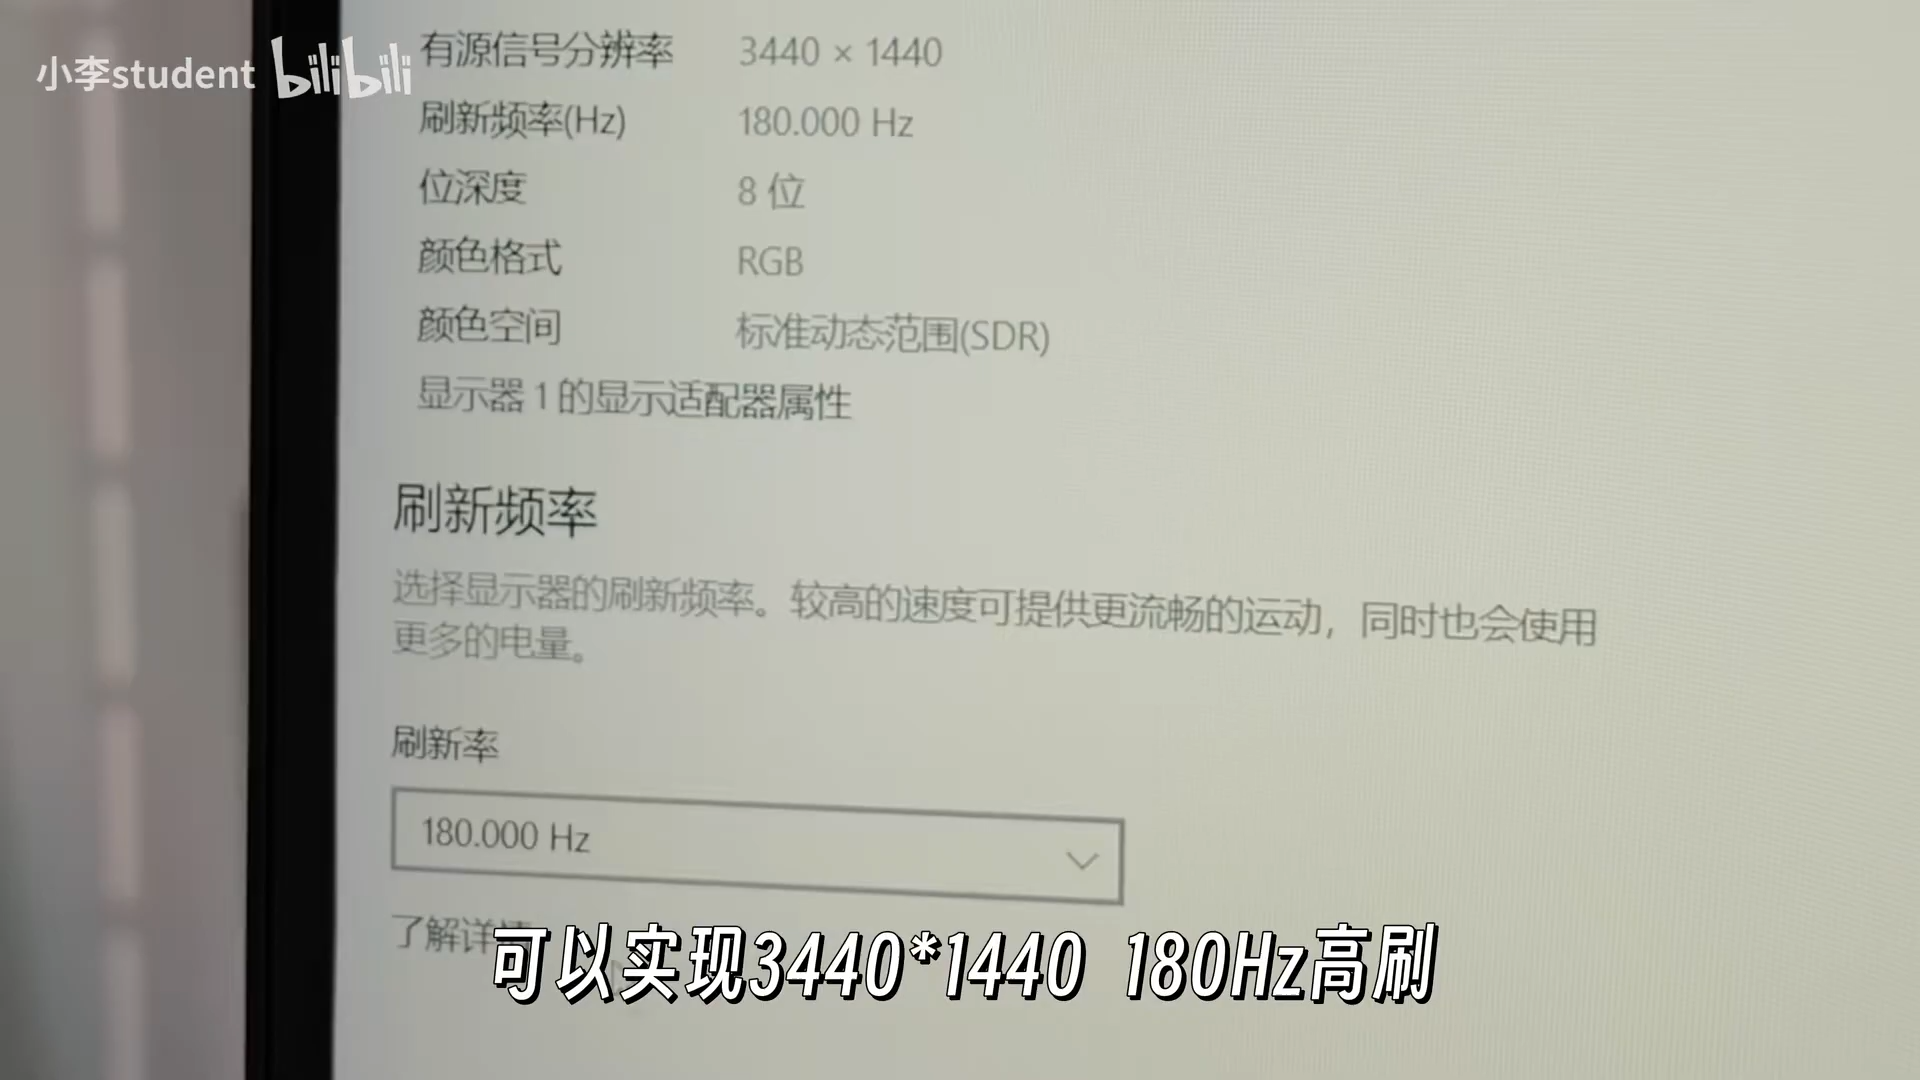 小李student bilibili
有源信号分辨率 3440 × 1440
刷新频率(Hz) 180.000 Hz
位深度 8 位
颜色格式 RGB
颜色空间 标准动态范围(SDR)
显示器 1 的显示适配器属性
刷新频率
选择显示器的刷新频率。较高的速度可提供更流畅的运动，同时也会使用
更多的电量。
刷新率
180.000 Hz
了解详情
可以实现3440*1440 180Hz高刷